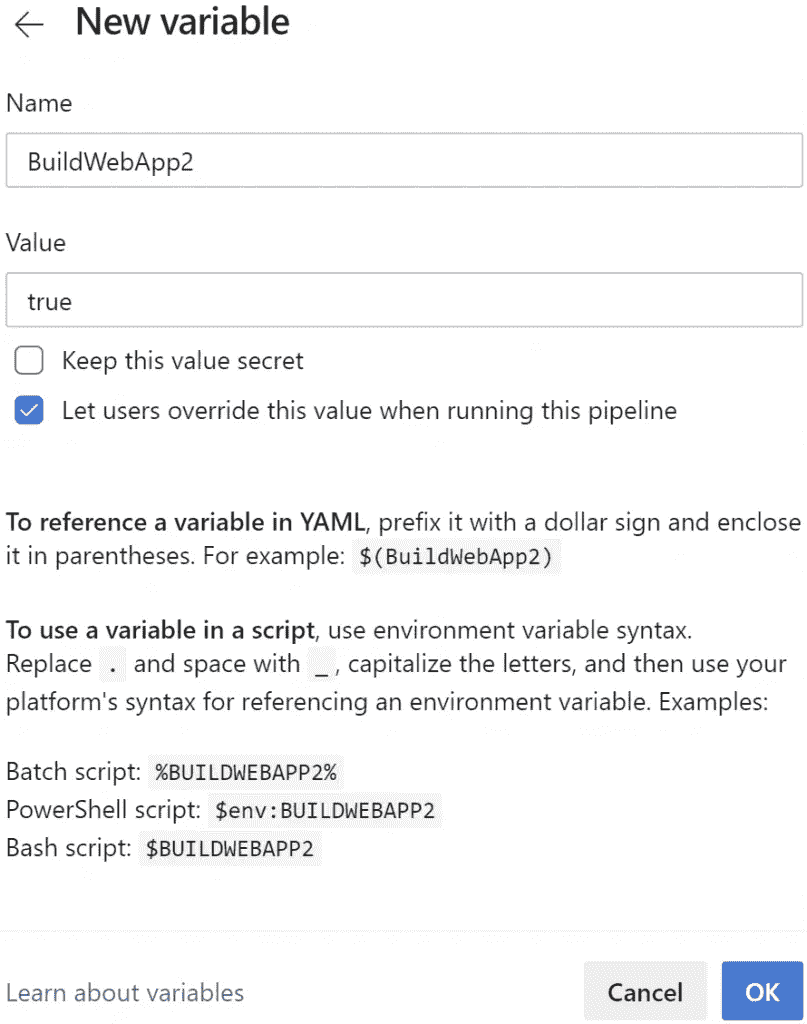 New variable
Name
BuildWebApp2
Value
true
Keep this value secret
Let users override this value when running this pipeline
To reference a variable in YAML, prefix it with a dollar sign and enclose
it in parentheses. For example: $(BuildWebApp2)
To use a variable in a script, use environment variable syntax.
Replace . and space with _, capitalize the letters, and then use your
platform's syntax for referencing an environment variable. Examples:
Batch script: %BUILDWEBAPP2%
PowerShell script: $env:BUILDWEBAPP2
Bash script: $BUILDWEBAPP2
Learn about variables
Cancel
OK